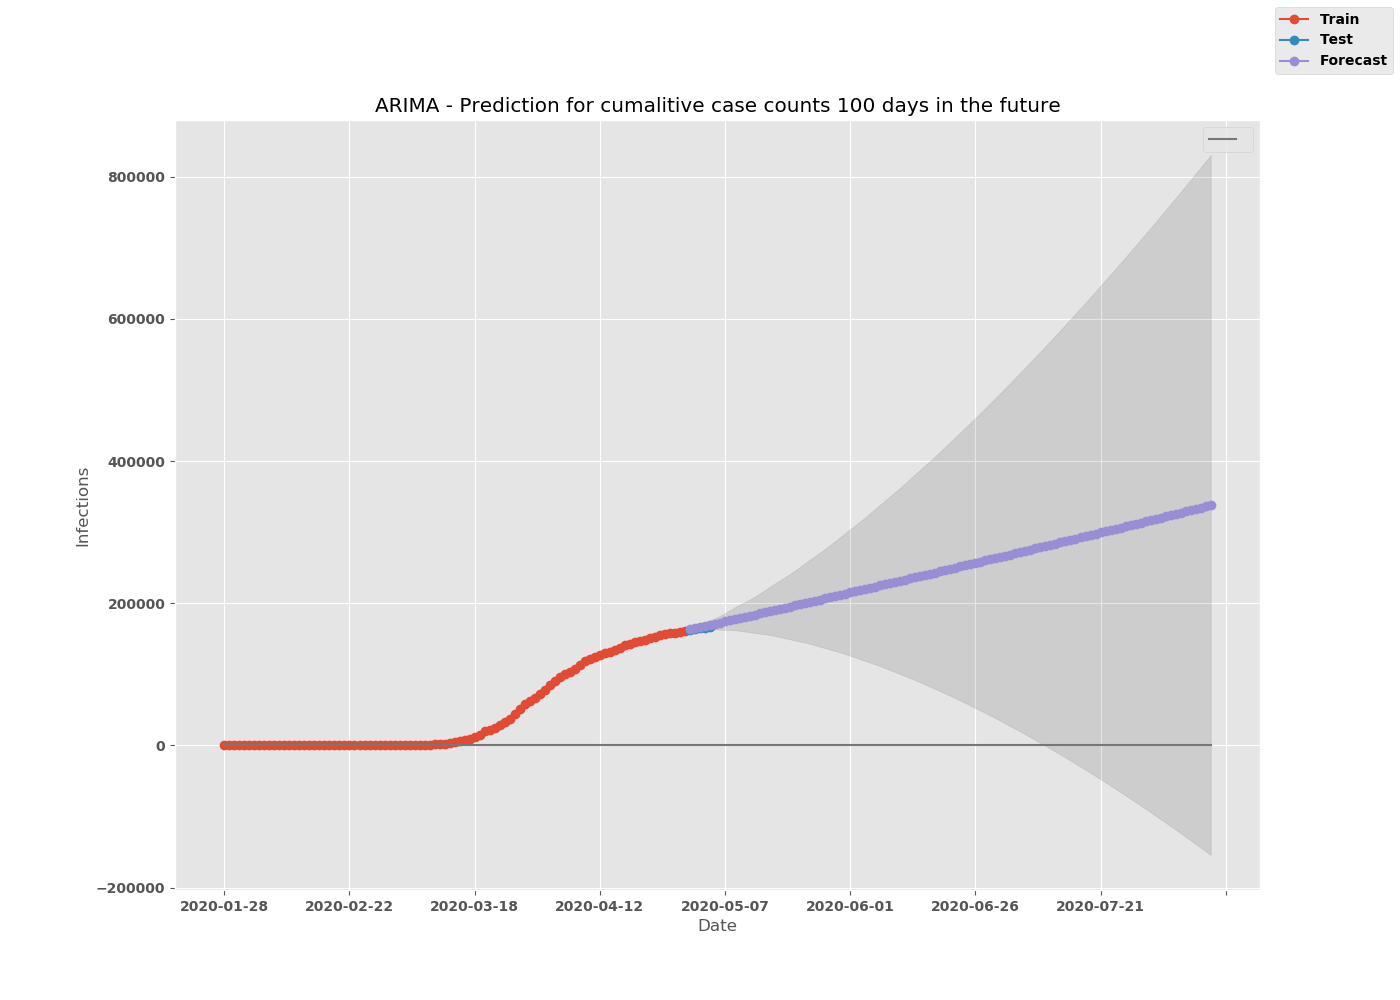 Train
Test
Forecast
ARIMA - Prediction for cumalitive case counts 100 days in the future
800000
600000
400000
200000
0
−200000
Infections
2020-01-28 2020-02-22 2020-03-18 2020-04-12 2020-05-07 2020-06-01 2020-06-26 2020-07-21
Date